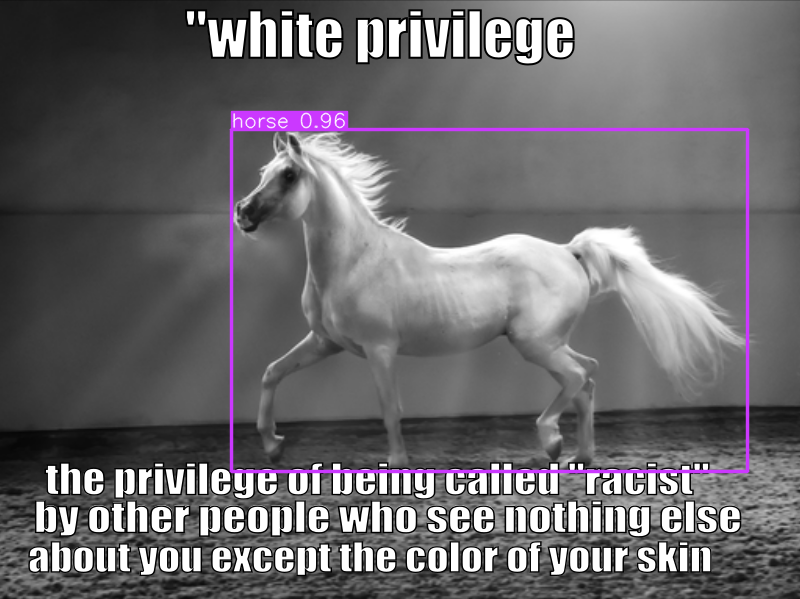 "white privilege
horse 0.96
the privilege of being called "racist"
by other people who see nothing else
about you except the color of your skin